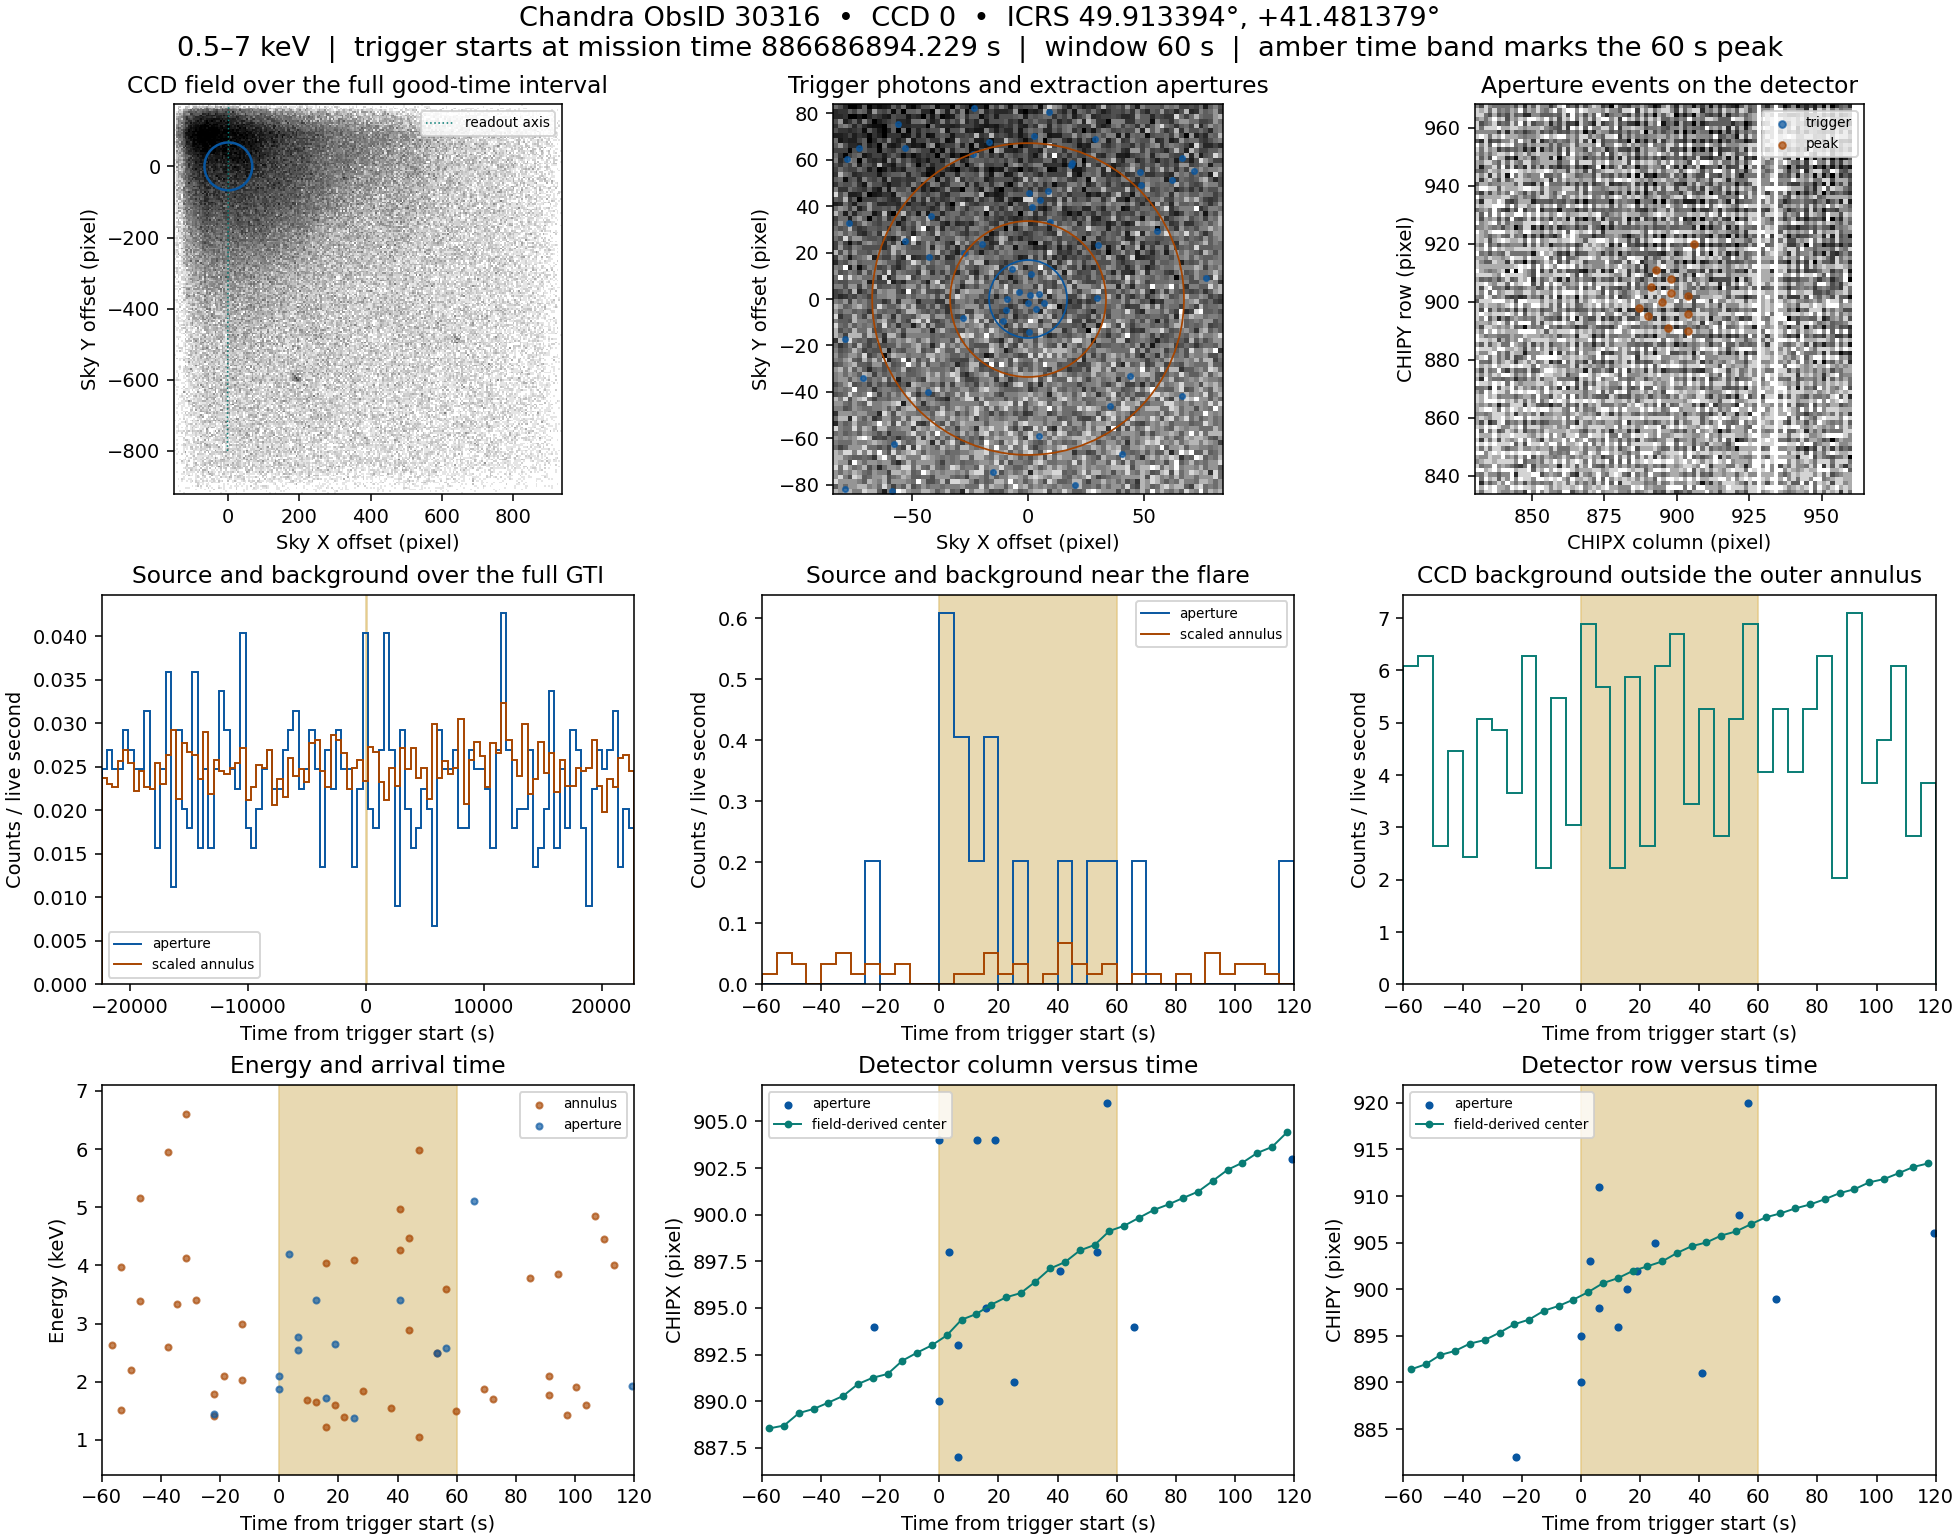 Chandra ObsID 30316 • CCD 0 • ICRS 49.913394°, +41.481379°
0.5–7 keV | trigger starts at mission time 886686894.229 s | window 60 s | amber time band marks the 60 s peak
CCD field over the full good-time interval
readout axis
0
−200
−400
−600
−800
Sky Y offset (pixel)
0 200 400 600 800
Sky X offset (pixel)
Trigger photons and extraction apertures
80
60
40
20
0
−20
−40
−60
−80
Sky Y offset (pixel)
−50 0 50
Sky X offset (pixel)
Aperture events on the detector
trigger
peak
960
940
920
900
880
860
840
CHIPY row (pixel)
850 875 900 925 950
CHIPX column (pixel)
Source and background over the full GTI
0.040
0.035
0.030
0.025
0.020
0.015
0.010
0.005
0.000
Counts / live second
aperture
scaled annulus
−20000 −10000 0 10000 20000
Time from trigger start (s)
Source and background near the flare
aperture
scaled annulus
0.6
0.5
0.4
0.3
0.2
0.1
0.0
Counts / live second
−60 −40 −20 0 20 40 60 80 100 120
Time from trigger start (s)
CCD background outside the outer annulus
7
6
5
4
3
2
1
0
Counts / live second
−60 −40 −20 0 20 40 60 80 100 120
Time from trigger start (s)
Energy and arrival time
annulus
aperture
7
6
5
4
3
2
1
Energy (keV)
−60 −40 −20 0 20 40 60 80 100 120
Time from trigger start (s)
Detector column versus time
aperture
field-derived center
905.0
902.5
900.0
897.5
895.0
892.5
890.0
887.5
CHIPX (pixel)
−60 −40 −20 0 20 40 60 80 100 120
Time from trigger start (s)
Detector row versus time
aperture
field-derived center
920
915
910
905
900
895
890
885
CHIPY (pixel)
−60 −40 −20 0 20 40 60 80 100 120
Time from trigger start (s)